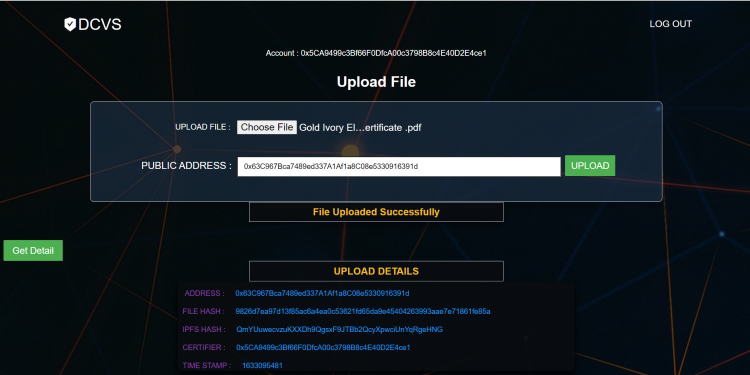 DCVS
LOG OUT
Account : 0x5CA9499c3Bf66F0DfcA00c3798B8c4E40D2E4ce1
Upload File
UPLOAD FILE : Choose File Gold Ivory El...ertificate .pdf
PUBLIC ADDRESS : 0x63C967Bca7489ed337A1Af1a8C08e5330916391d UPLOAD
File Uploaded Successfully
Get Detail
UPLOAD DETAILS
ADDRESS : 0x63C967Bca7489ed337A1Af1a8C08e5330916391d
FILE HASH : 9826d7ea97d13f85ac6a4ea0c53621fd65da9e45404263993aae7e71861fe85a
IPFS HASH : QmYUuwecvzuKXXDh9QgsxF9JTBb2QcyXpwciUnYqRgeHNG
CERTIFIER : 0x5CA9499c3Bf66F0DfcA00c3798B8c4E40D2E4ce1
TIME STAMP : 1633095481